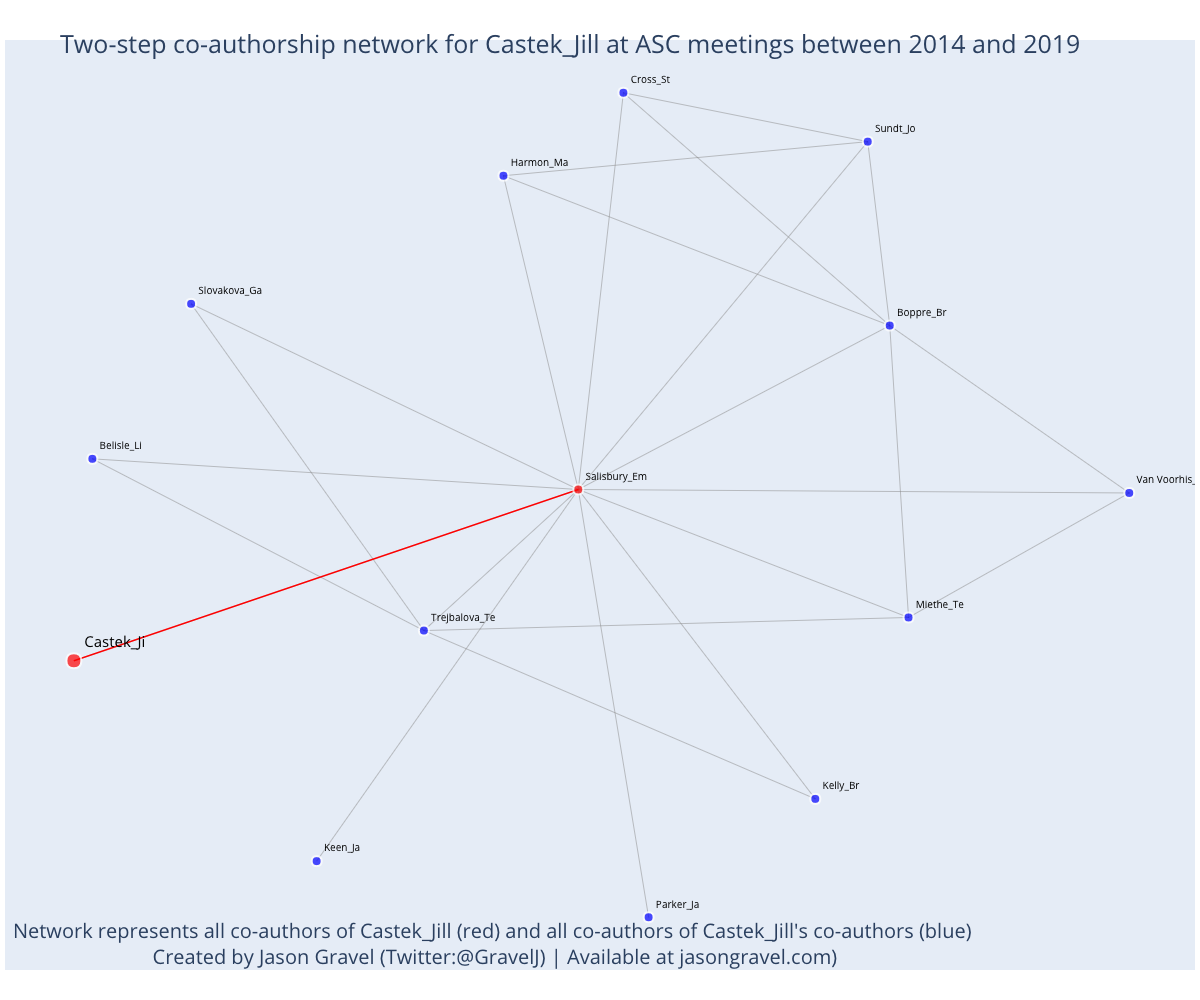 Two-step co-authorship network for Castek_Jill at ASC meetings between 2014 and 2019
Cross_St
Sundt_Jo
Harmon_Ma
Slovakova_Ga
Boppre_Br
Belisle_Li
Salisbury_Em
Van Voorhis_
Miethe_Te
Trejbalova_Te
Castek_Ji
Kelly_Br
Keen_Ja
Parker_Ja
Network represents all co-authors of Castek_Jill (red) and all co-authors of Castek_Jill's co-authors (blue)
Created by Jason Gravel (Twitter:@GravelJ) | Available at jasongravel.com)